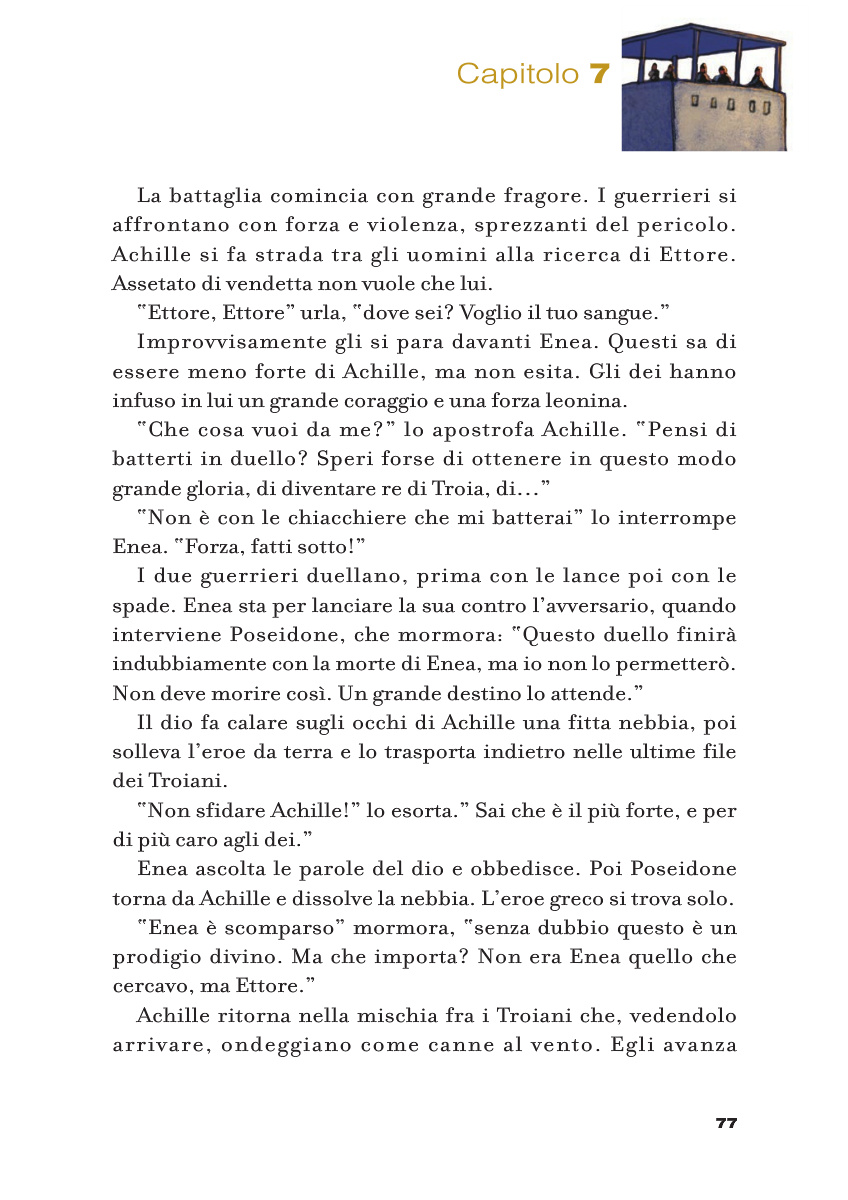 Capitolo 7
La battaglia comincia con grande fragore. I guerrieri si
affrontano con forza e violenza, sprezzanti del pericolo.
Achille si fa strada tra gli uomini alla ricerca di Ettore.
Assetato di vendetta non vuole che lui.
‟Ettore, Ettore” urla, ‟dove sei? Voglio il tuo sangue.”
Improvvisamente gli si para davanti Enea. Questi sa di
essere meno forte di Achille, ma non esita. Gli dei hanno
infuso in lui un grande coraggio e una forza leonina.
‟Che cosa vuoi da me?” lo apostrofa Achille. ‟Pensi di
batterti in duello? Speri forse di ottenere in questo modo
grande gloria, di diventare re di Troia, di…”
‟Non è con le chiacchiere che mi batterai” lo interrompe
Enea. ‟Forza, fatti sotto!”
I due guerrieri duellano, prima con le lance poi con le
spade. Enea sta per lanciare la sua contro l’avversario, quando
interviene Poseidone, che mormora: ‟Questo duello finirà
indubbiamente con la morte di Enea, ma io non lo permetterò.
Non deve morire così. Un grande destino lo attende.”
Il dio fa calare sugli occhi di Achille una fitta nebbia, poi
solleva l’eroe da terra e lo trasporta indietro nelle ultime file
dei Troiani.
‟Non sfidare Achille!” lo esorta.” Sai che è il più forte, e per
di più caro agli dei.”
Enea ascolta le parole del dio e obbedisce. Poi Poseidone
torna da Achille e dissolve la nebbia. L’eroe greco si trova solo.
‟Enea è scomparso” mormora, ‟senza dubbio questo è un
prodigio divino. Ma che importa? Non era Enea quello che
cercavo, ma Ettore.”
Achille ritorna nella mischia fra i Troiani che, vedendolo
arrivare, ondeggiano come canne al vento. Egli avanza
77